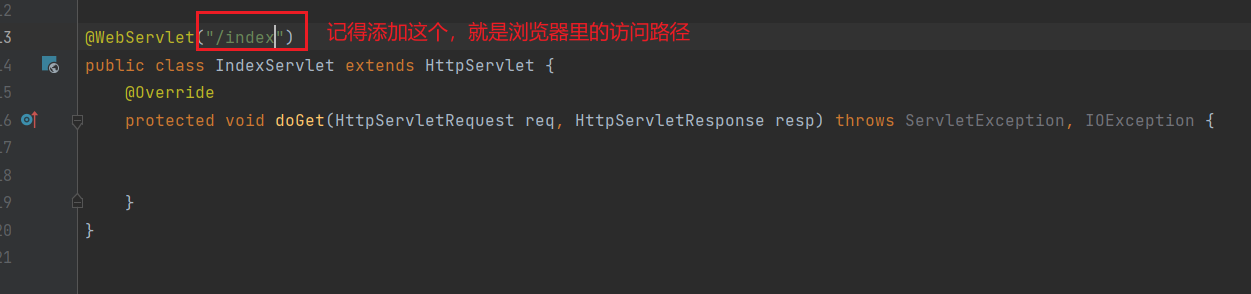 12
13 @WebServlet("/index") 记得添加这个，就是浏览器里的访问路径
14 public class IndexServlet extends HttpServlet {
15 @Override
16 protected void doGet(HttpServletRequest req, HttpServletResponse resp) throws ServletException, IOException {
17
18
19 }
20 }
21